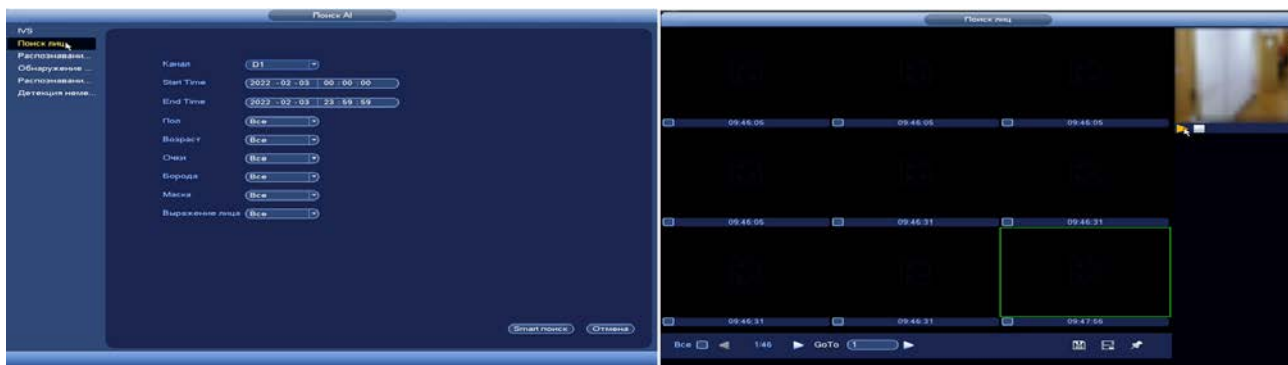 Поиск AI
IVS
Поиск лиц
Распознавани...
Обнаружение ...
Распознавани...
Детекция неме...
Канал D1
Start Time 2022 - 02 - 03 00 : 00 : 00
End Time 2022 - 02 - 03 23 : 59 : 59
Пол Все
Возраст Все
Очки Все
Борода Все
Маска Все
Выражение лица Все
Smart поиск Отмена
Поиск лиц
09:46:05 09:46:05 09:46:05
09:46:05 09:46:31 09:46:31
09:46:31 09:46:31 09:47:56
Все 1/46 GoTo 1